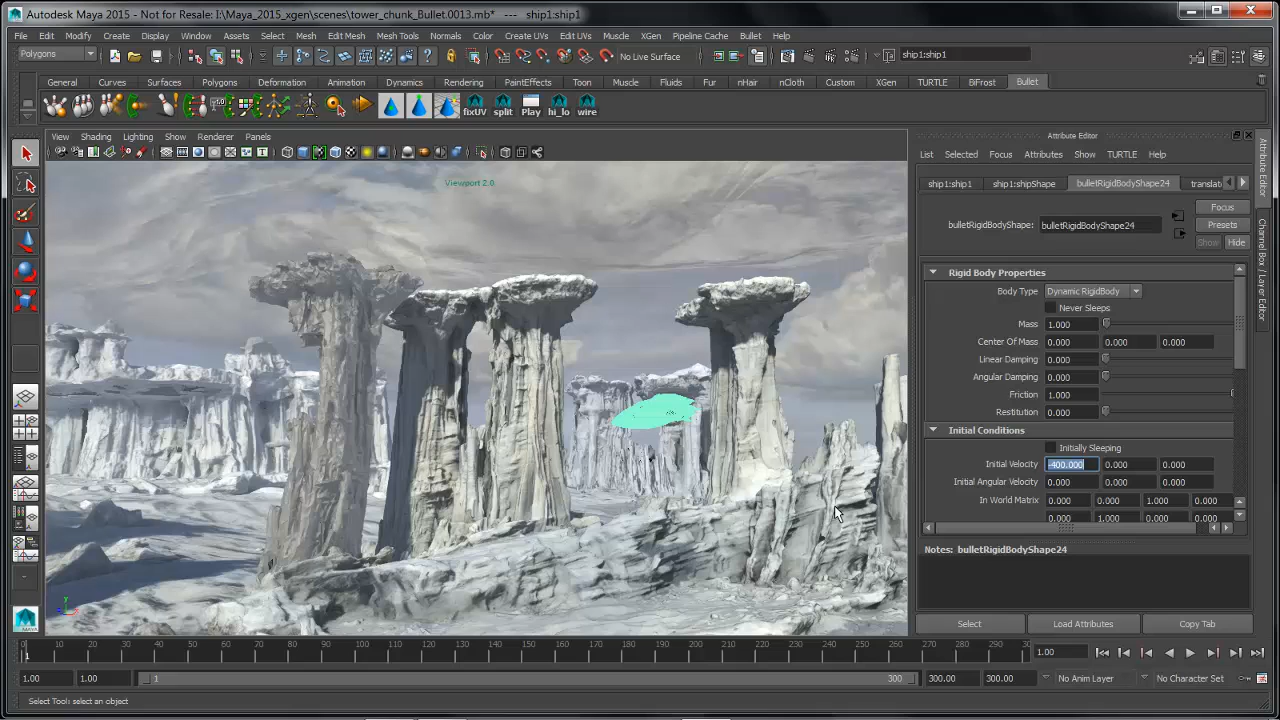 Autodesk Maya 2015 - Not for Resale: I:\Maya_2015_xgen\scenes\tower_chunk_Bullet.0013.mb* --- ship1:ship1
File Edit Modify Create Display Window Assets Select Mesh Edit Mesh Mesh Tools Normals Color Create UVs Edit UVs Muscle XGen Pipeline Cache Bullet Help
Polygons No Live Surface ship1:ship1
General Curves Surfaces Polygons Deformation Animation Dynamics Rendering PaintEffects Toon Muscle Fluids Fur nHair nCloth Custom XGen TURTLE BiFrost Bullet
fixUV split Play hi_lo wire
View Shading Lighting Show Renderer Panels
Viewport 2.0
Attribute Editor
List Selected Focus Attributes Show TURTLE Help
ship1:ship1 ship1:shipShape bulletRigidBodyShape24 translat
Focus
bulletRigidBodyShape: bulletRigidBodyShape24 Presets
Show Hide
Rigid Body Properties
Body Type Dynamic RigidBody
Never Sleeps
Mass 1.000
Center Of Mass 0.000 0.000 0.000
Linear Damping 0.000
Angular Damping 0.000
Friction 1.000
Restitution 0.000
Initial Conditions
Initially Sleeping
Initial Velocity -400.000 0.000 0.000
Initial Angular Velocity 0.000 0.000 0.000
In World Matrix 0.000 0.000 1.000 0.000
0.000 1.000 0.000 0.000
Notes: bulletRigidBodyShape24
Select Load Attributes Copy Tab
Attribute Editor
Channel Box / Layer Editor
0 10 20 30 40 50 60 70 80 90 100 110 120 130 140 150 160 170 180 190 200 210 220 230 240 250 260 270 280 290 300
1 1.00
1.00 1.00 1 300 300.00 300.00 No Anim Layer No Character Set
Select Tool: select an object